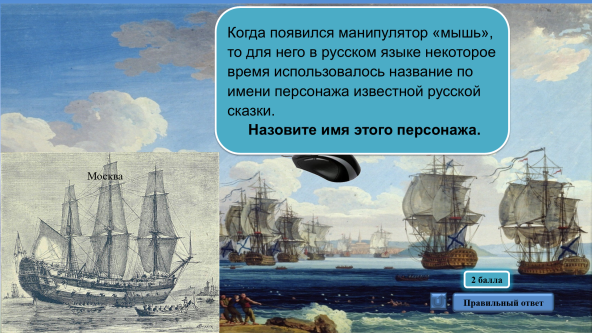 Когда появился манипулятор «мышь»,
то для него в русском языке некоторое
время использовалось название по
имени персонажа известной русской
сказки.
Назовите имя этого персонажа.
Москва
2 балла
Правильный ответ